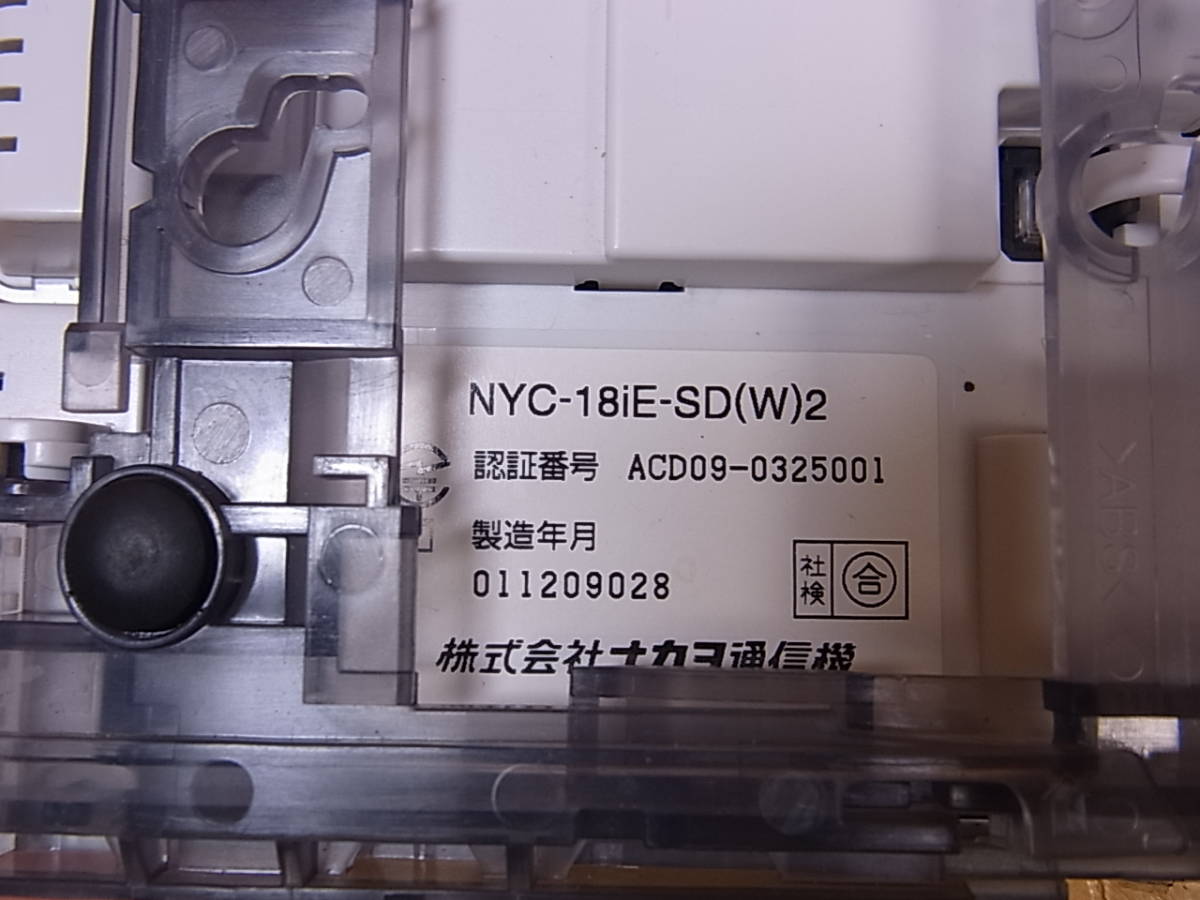 NYC-18iE-SD(W)2
認証番号 ACD09-0325001
製造年月
011209028
社検 合
株式会社ナカヨ通信機
>ABS<